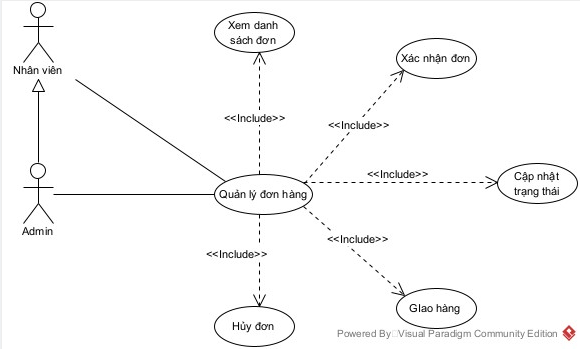 Xem danh
sách đơn
Xác nhận đơn
Nhân viên
<<Include>>
<<Include>>
<<Include>>
Cập nhật
trạng thái
Quản lý đơn hàng
Admin
<<Include>>
<<Include>>
GIao hàng
Hủy đơn
Powered By Visual Paradigm Community Edition